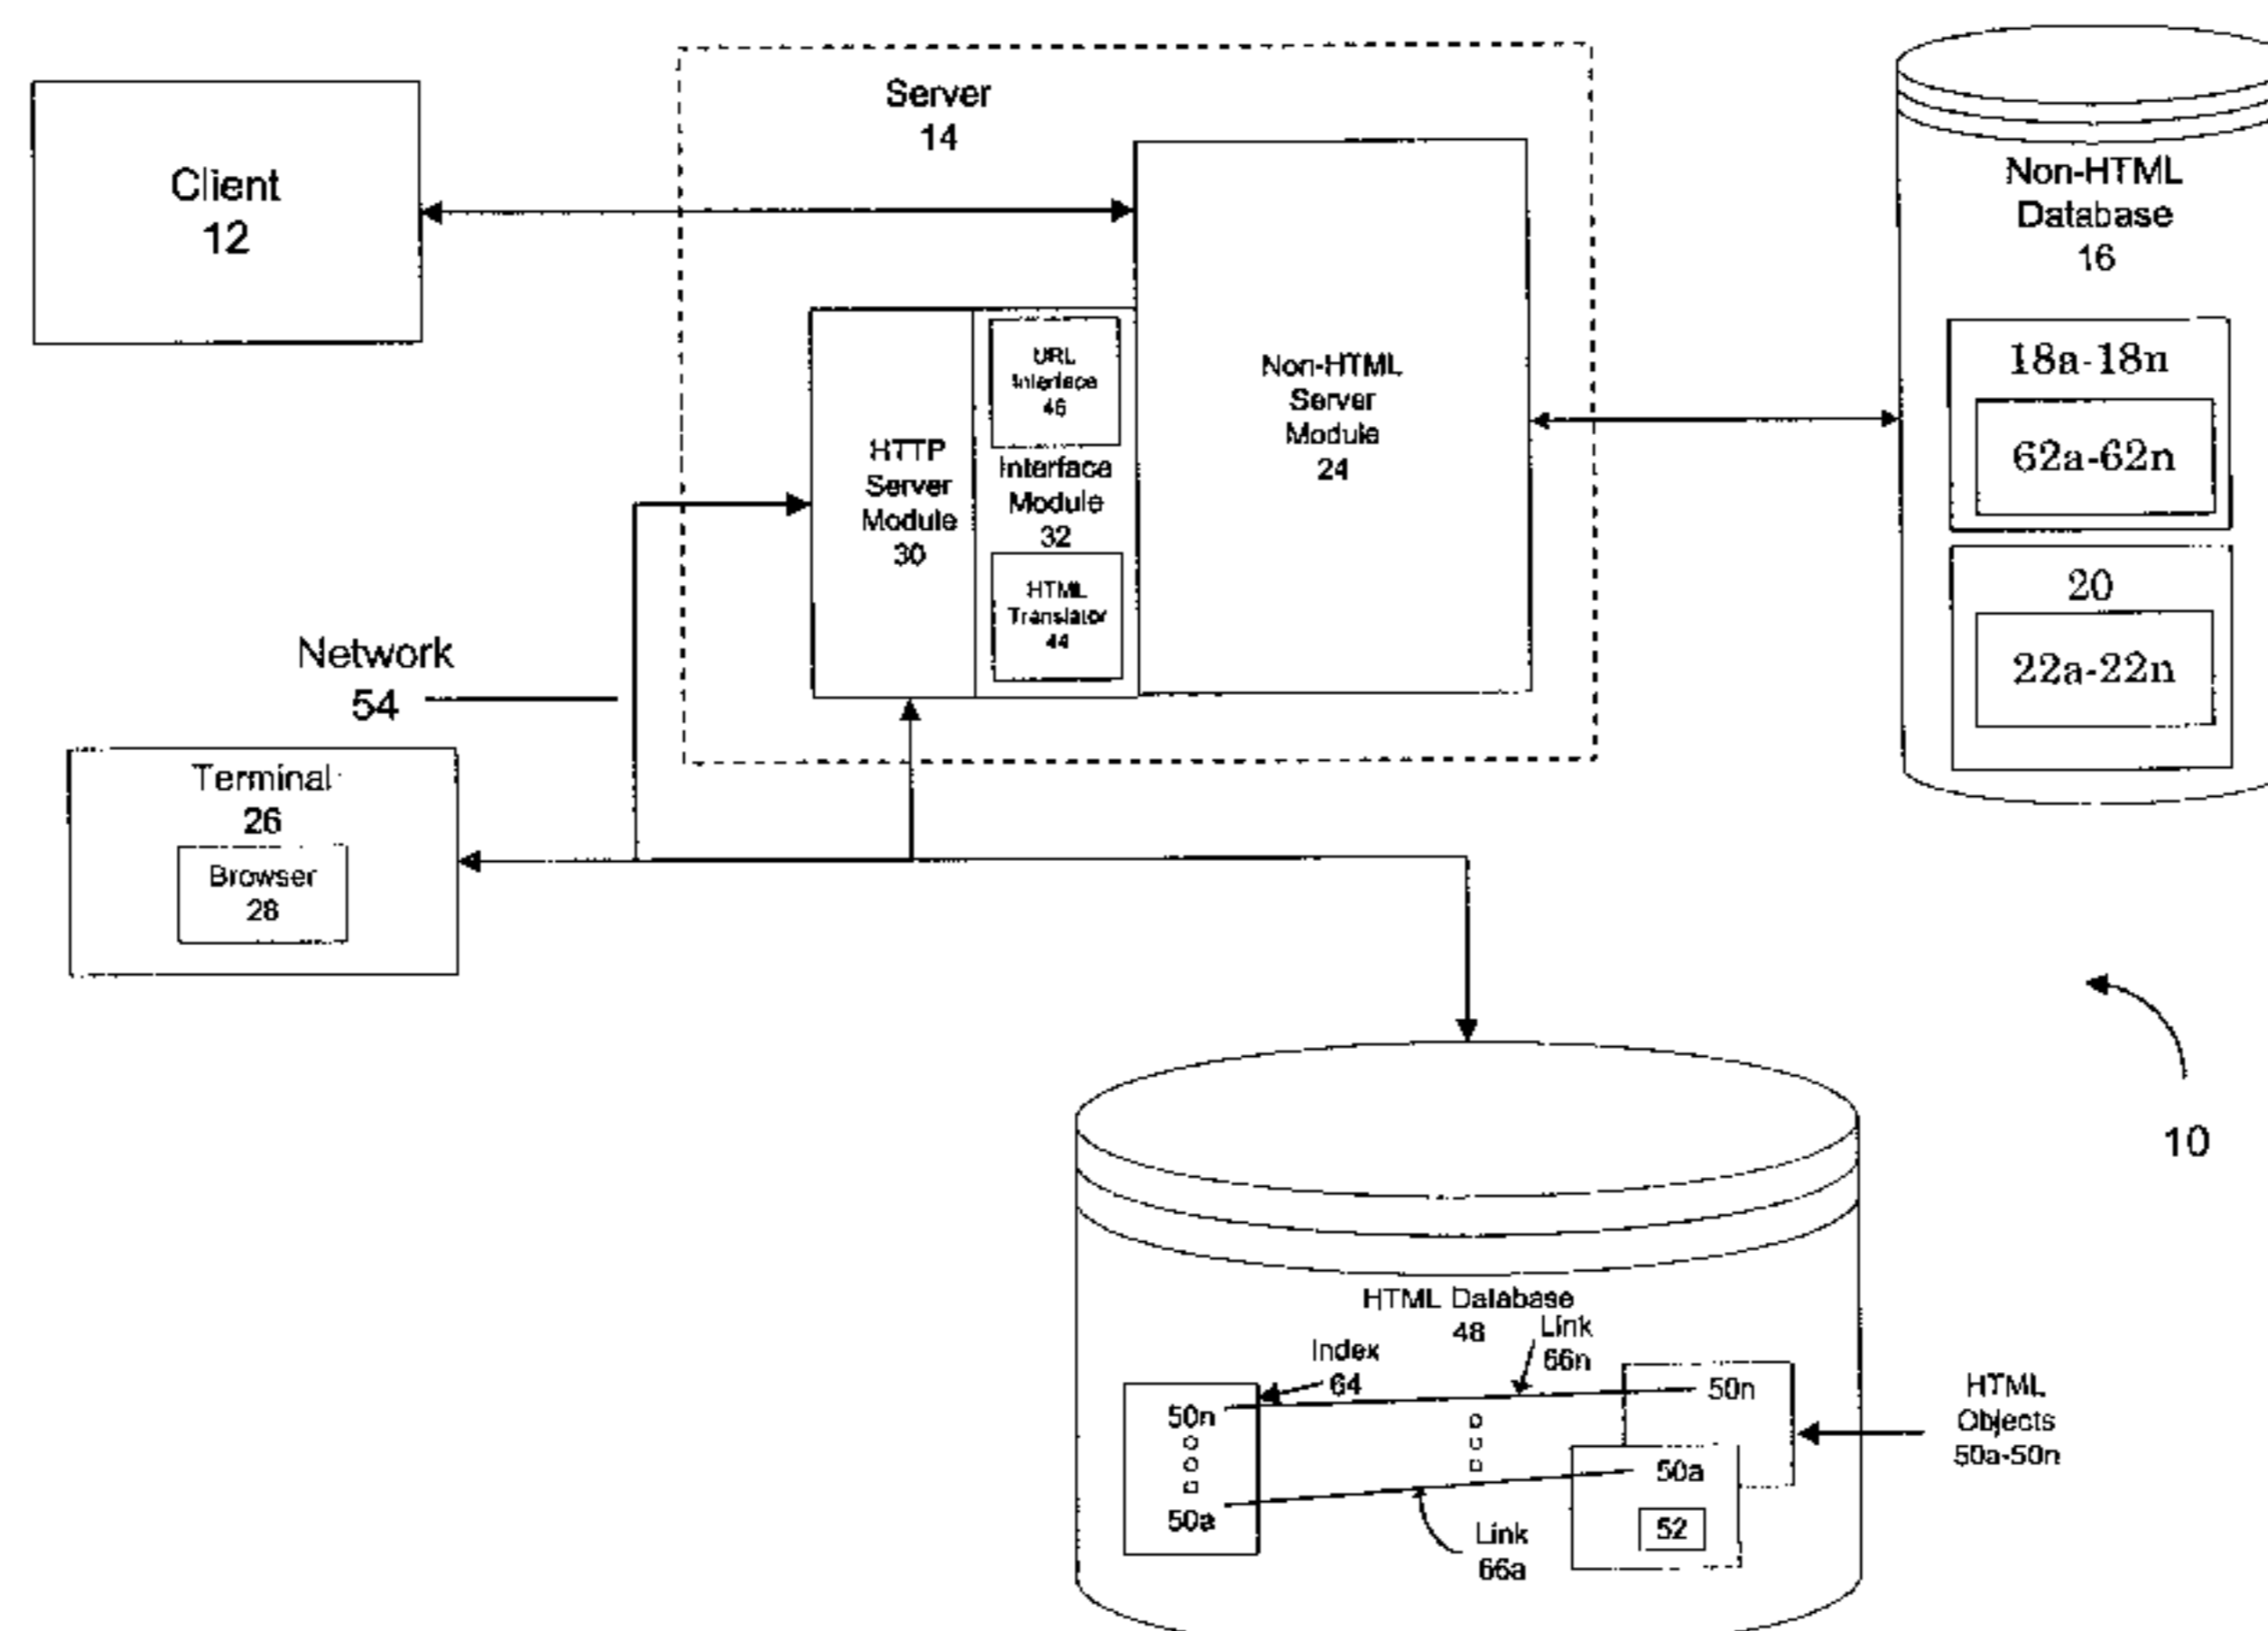 Server
14
Client
12
Non-HTML
Database
16
18a-18n
62a-62n
20
22a-22n
URL
Interface
46
Interface
Module
32
HTML
Translator
44
HTTP
Server
Module
30
Non-HTML
Server
Module
24
Network
54
Terminal
26
Browser
28
10
HTML Database
48
Link
66n
Index
64
50n
50a
50n
50a
52
Link
66a
HTML
Objects
50a-50n